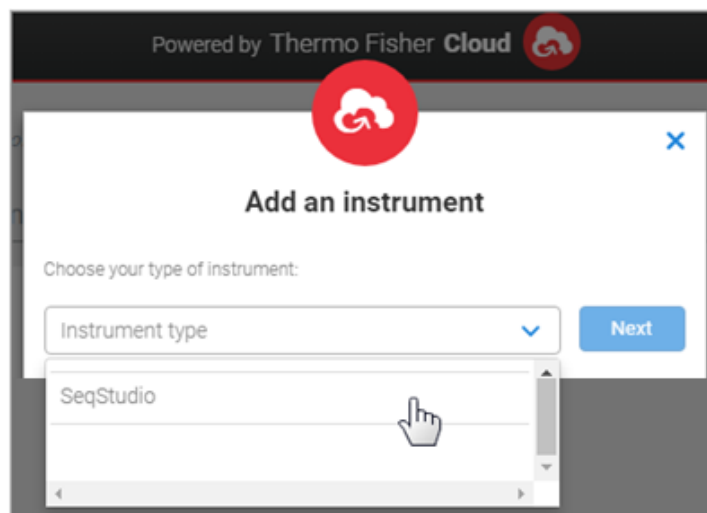 Powered by Thermo Fisher Cloud
Add an instrument
Choose your type of instrument:
Instrument type
Next
SeqStudio